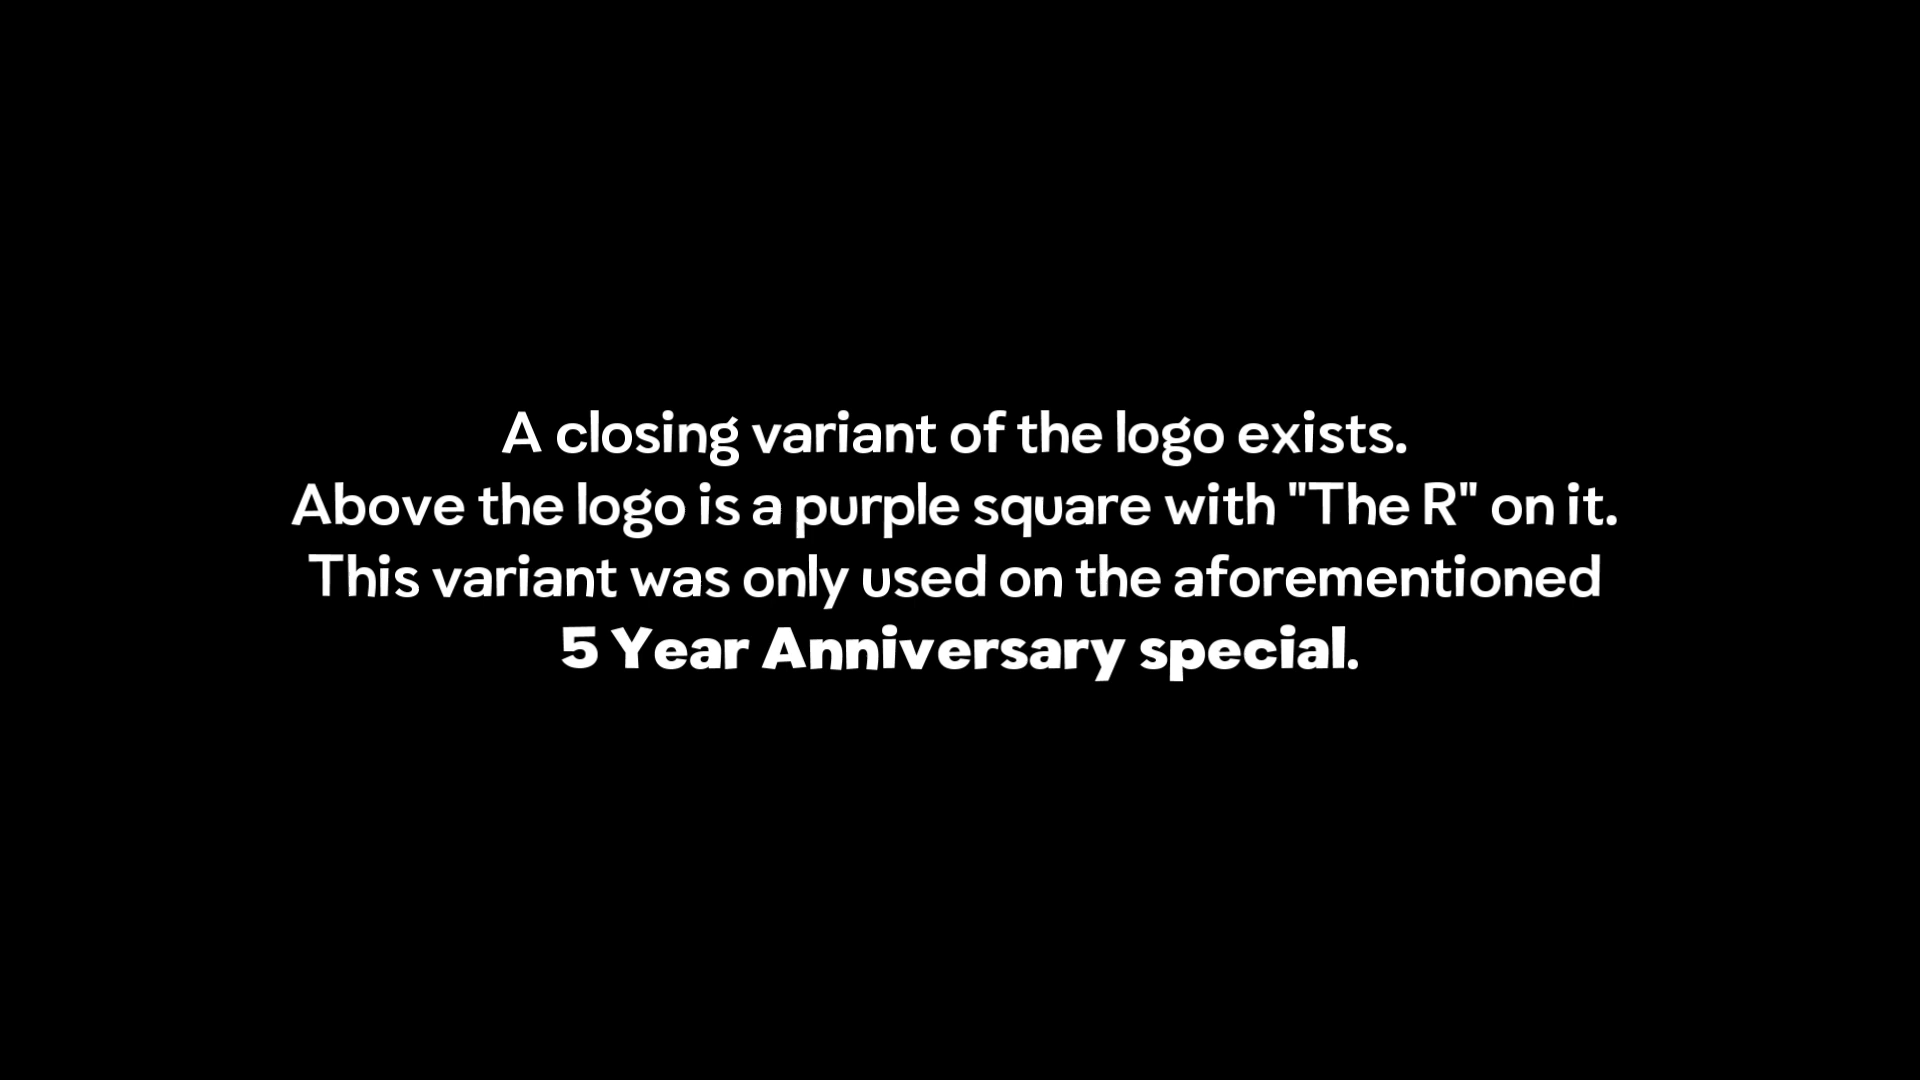 A closing variant of the logo exists.
Above the logo is a purple square with "The R" on it.
This variant was only used on the aforementioned
5 Year Anniversary special.